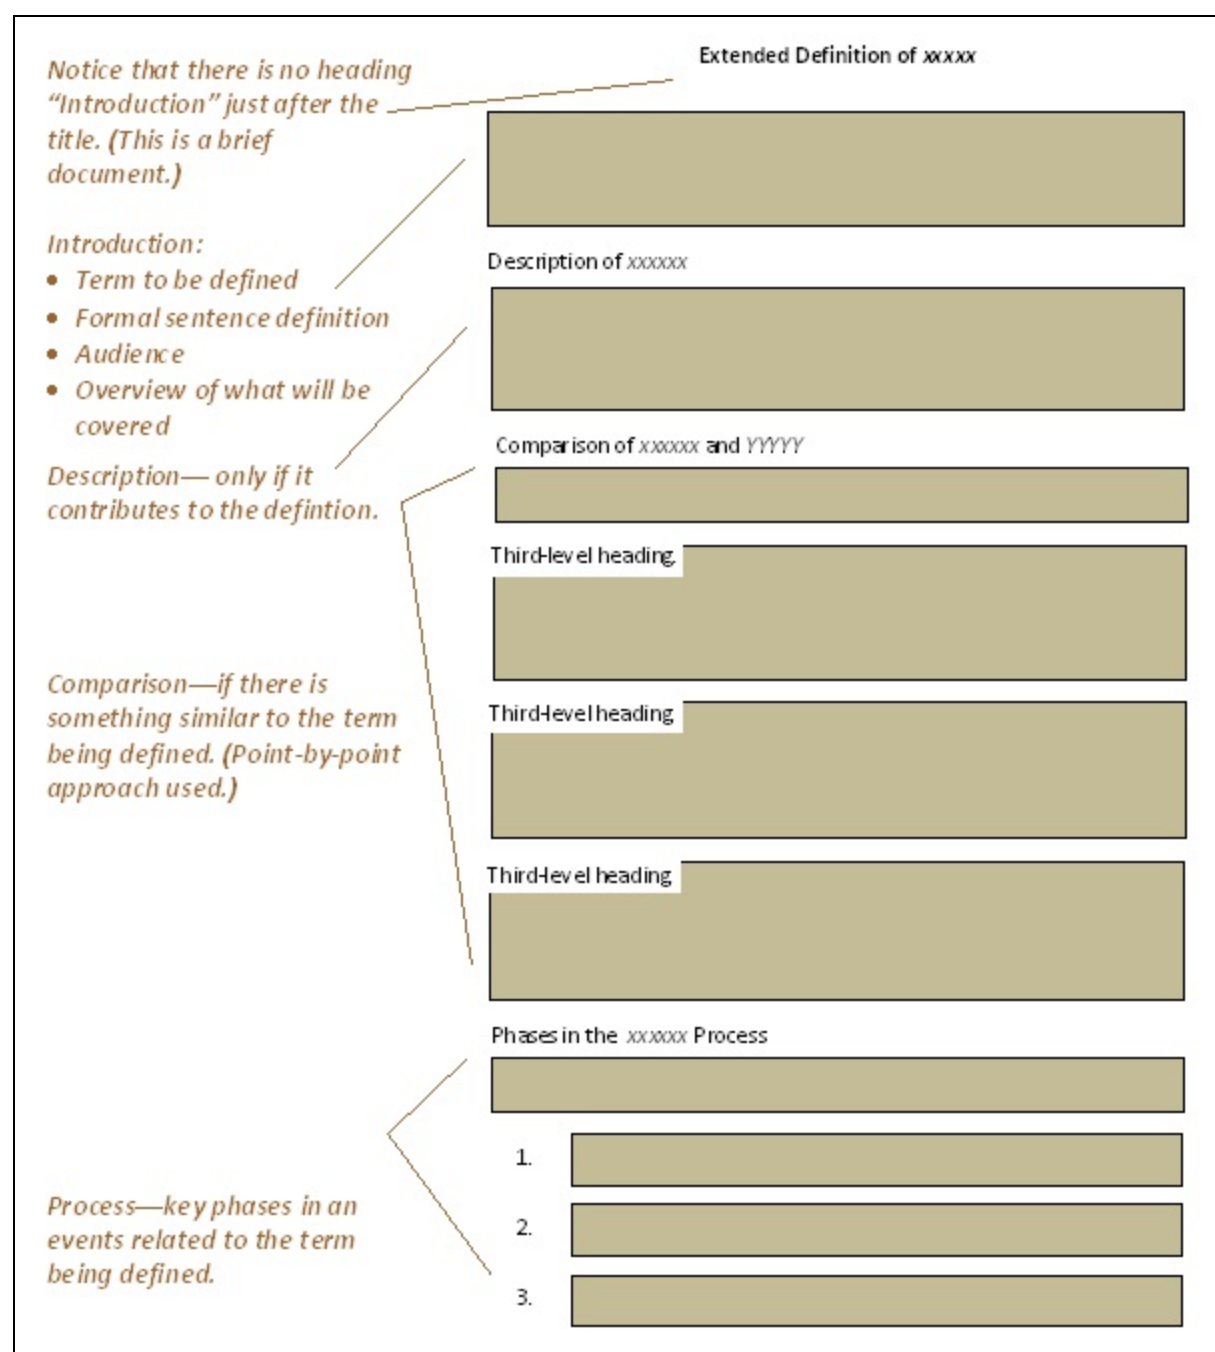 Extended Definition of xxxxx
Notice that there is no heading
“Introduction” just after the
title. (This is a brief
document.)
Introduction:
• Term to be defined
• Formal sentence definition
• Audience
• Overview of what will be
covered
Description of xxxxxx
Description— only if it
contributes to the defintion.
Comparison of xxxxxx and YYYYY
Third-level heading.
Comparison—if there is
something similar to the term
being defined. (Point-by-point
approach used.)
Third-level heading
Third-level heading
Phases in the xxxxxx Process
Process—key phases in an
events related to the term
being defined.
1.
2.
3.